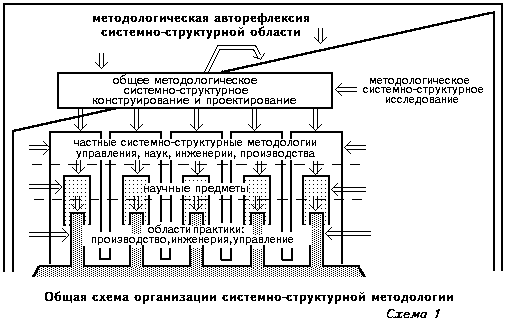 методологическая авторефлексия
системно-структурной области
общее методологическое
системно-структурное
конструирование и проектирование
методологическое
системно-структурное
исследование
частные системно-структурные методологии
управления, наук, инженерии, производства
научные предметы
области практики:
производство,инженерия,управление
Общая схема организации системно-структурной методологии
Схема 1